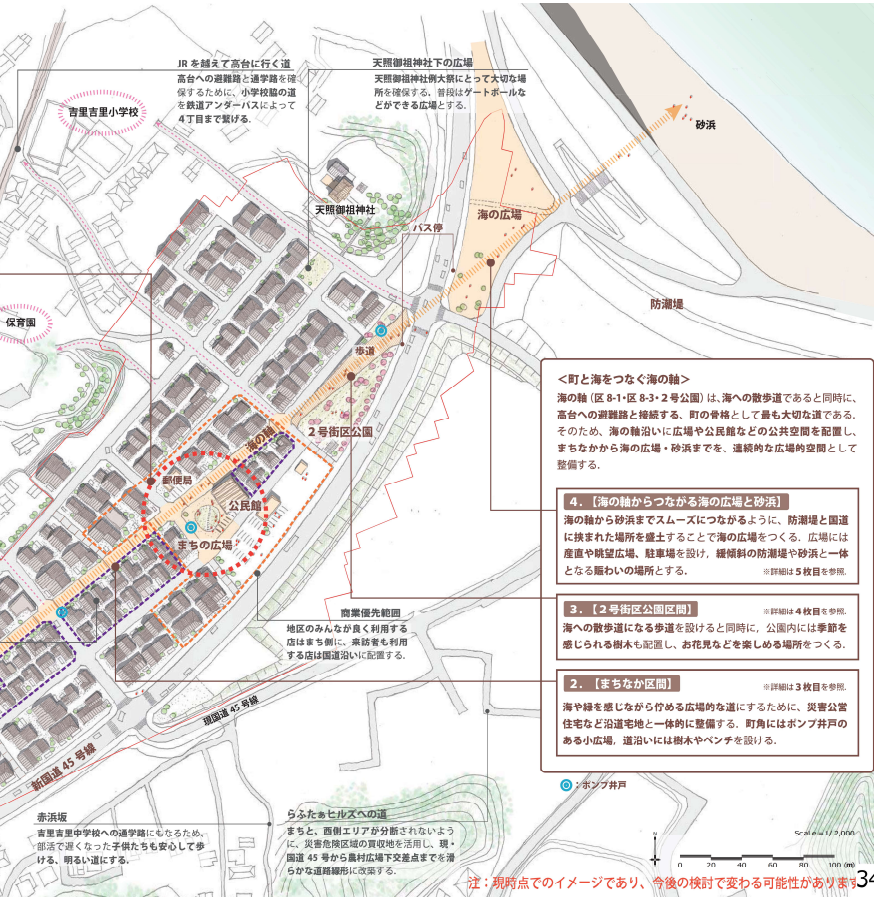 JRを越えて高台に行く道
高台への避難路と通学路を確
保するために、小学校脇の道
を鉄道アンダーパスによって
4丁目まで繋げる.
天照御祖神社下の広場
天照御祖神社例大祭にとって大切な場
所を確保する、普段はゲートボールな
どができる広場とする.
吉里吉里小学校
砂浜
天照御祖神社
バス停
海の広場
防潮堤
保育園
歩道
2号街区公園
海の軸
郵便局
公民館
まちの広場
<町と海をつなぐ海の軸>
海の軸(区8-1・区8-3・2号公園)は、海への散歩道であると同時に、
高台への避難路と接続する、町の骨格として最も大切な道である.
そのため、海の軸沿いに広場や公民館などの公共空間を配置し、
まちなかから海の広場・砂浜までを、連続的な広場的空間として
整備する.
4.【海の軸からつながる海の広場と砂浜】
海の軸から砂浜までスムーズにつながるように、防潮堤と国道
に挟まれた場所を盛土することで海の広場をつくる. 広場には
産直や眺望広場、駐車場を設け, 緩傾斜の防潮堤や砂浜と一体
となる賑わいの場所とする.
※詳細は5枚目を参照.
3.【2号街区公園区間】
※詳細は4枚目を参照.
海への散歩道になる歩道を設けると同時に, 公園内には季節を
感じられる樹木も配置し、お花見などを楽しめる場所をつくる.
2.【まちなか区間】
※詳細は3枚目を参照.
海や緑を感じながら佇める広場的な道にするために、災害公営
住宅など沿道宅地と一体的に整備する. 町角にはポンプ井戸の
ある小広場, 道沿いには樹木やベンチを設ける.
:ポンプ井戸
商業優先範囲
地区のみんなが良く利用する
店はまち側に、来訪者も利用
する店は国道沿いに配置する.
現国道45号線
新国道45号線
赤浜坂
吉里吉里中学校への通学路にもなるため、
部活で遅くなった子供たちも安心して歩
ける、明るい道にする.
らふたぁヒルズへの道
まちと、西側エリアが分断されないよう
に、災害危険区域の買収地を活用し、現・
国道45号から農村広場下交差点までを滑
らかな道路線形に改築する.
Scale=1/2,000
N
0 20 40 60 80 100 (m)
注:現時点でのイメージであり、今後の検討で変わる可能性があります
34